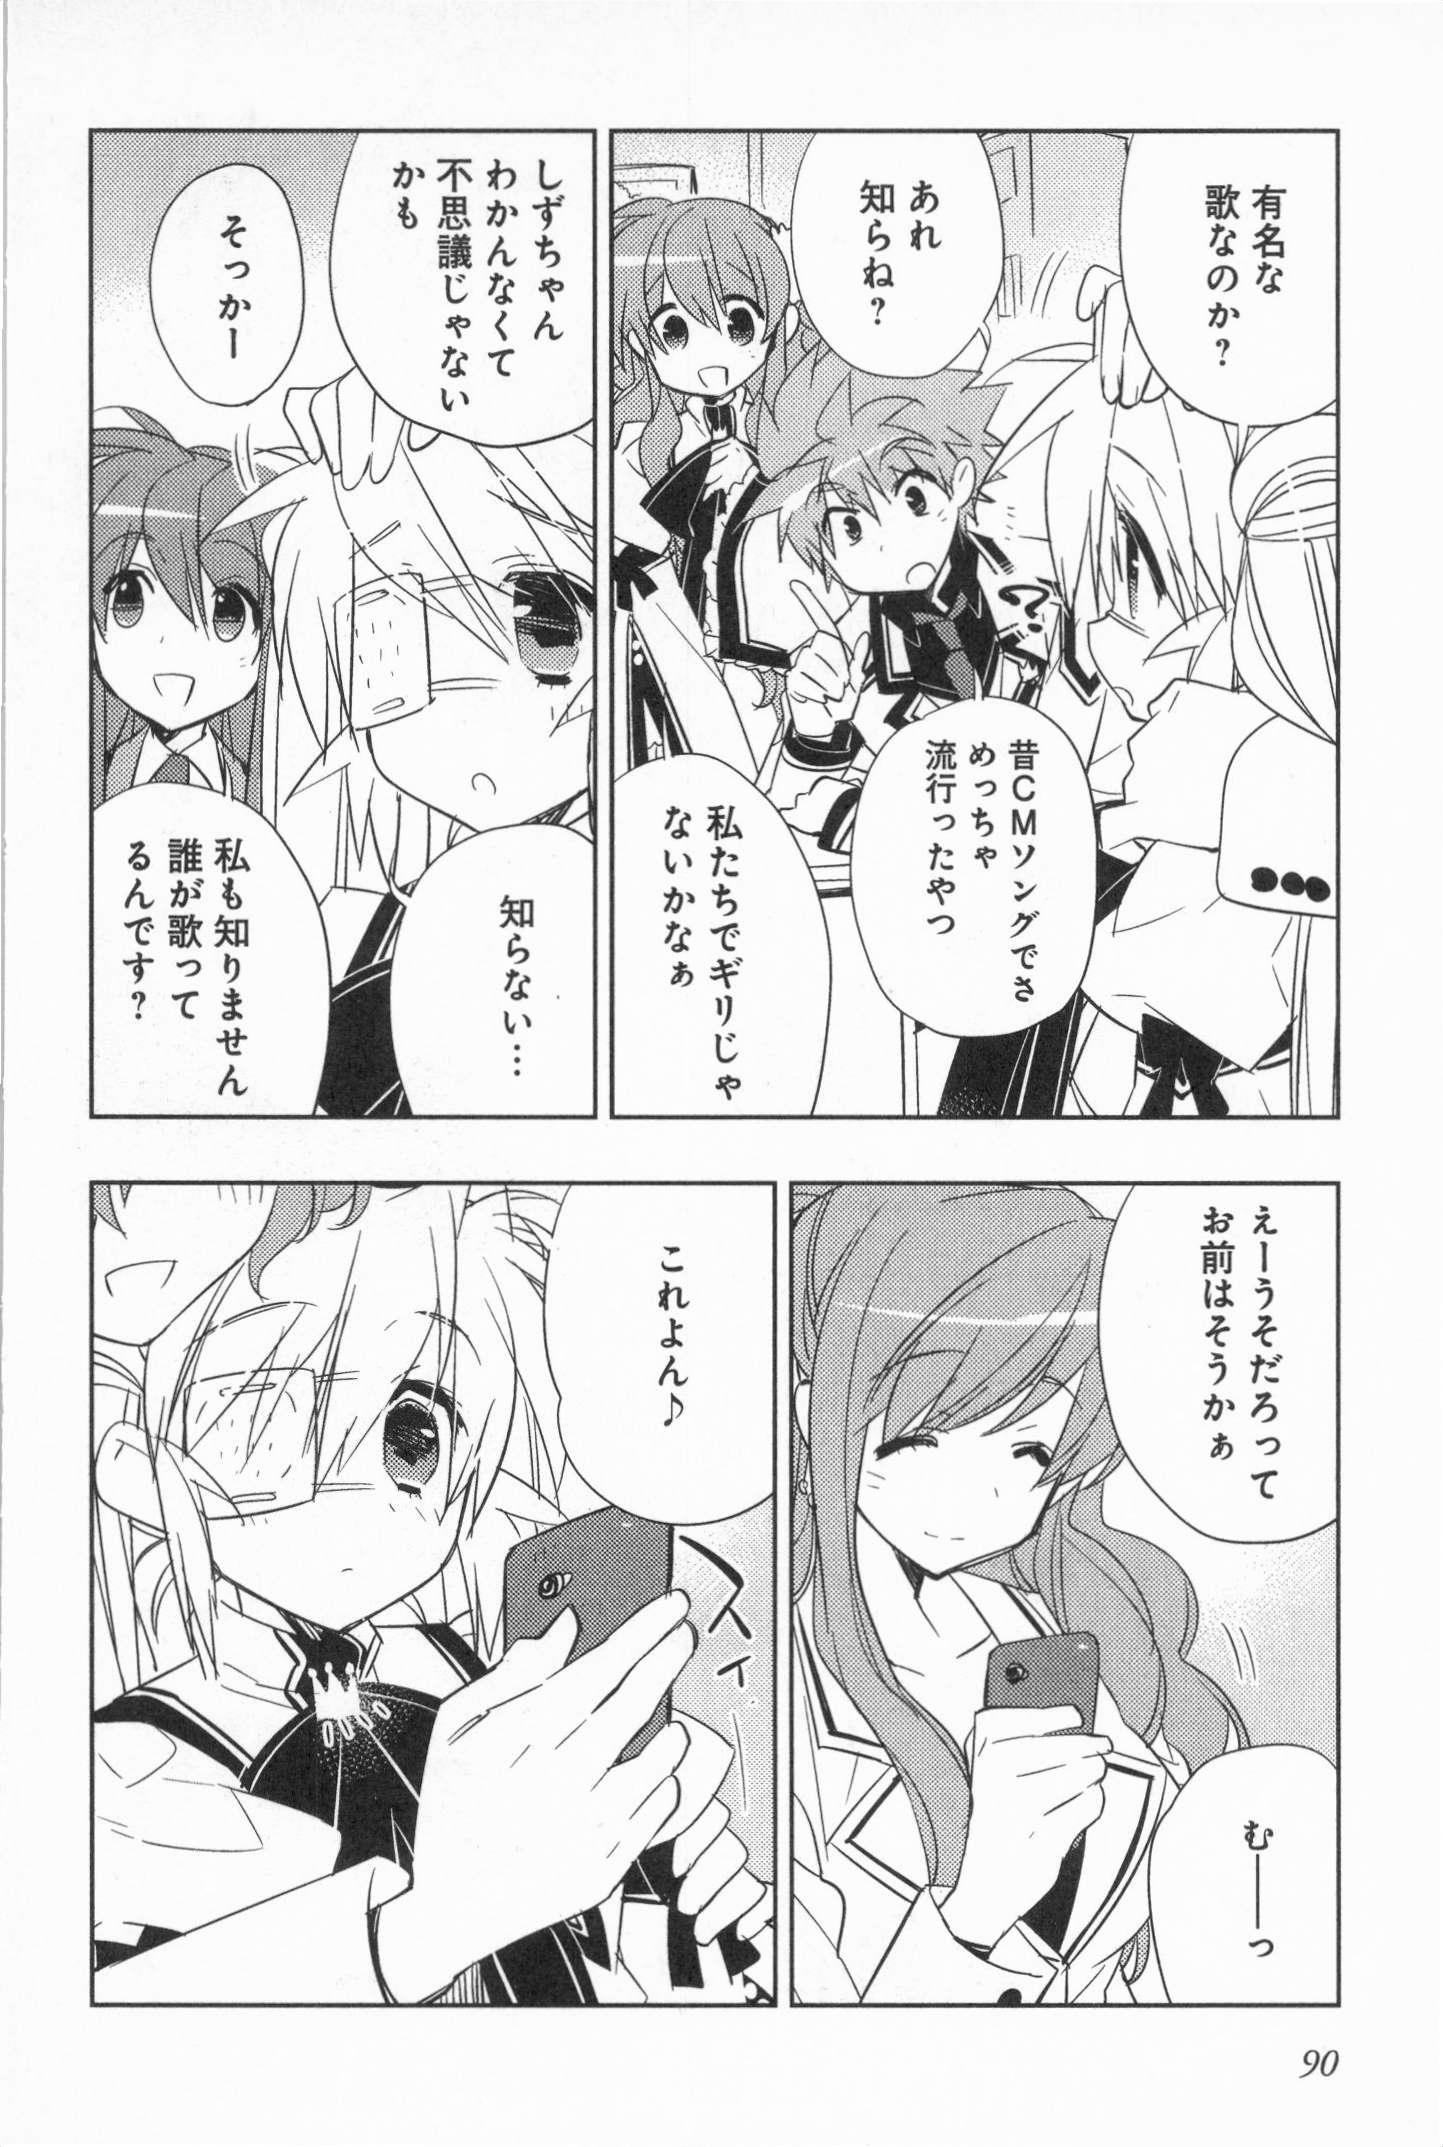 有名な
歌なのか？
あれ
知らね？
昔ＣＭソングでさ
めっちゃ
流行ったやつ
私たちでギリじゃ
ないかなぁ
しずちゃん
わかんなくて
不思議じゃない
かも
そっかー
知らない…
私も知りません
誰が歌って
るんです？
えーうそだろって
お前はそうかぁ
むーっ
これよん♪
スイー
90